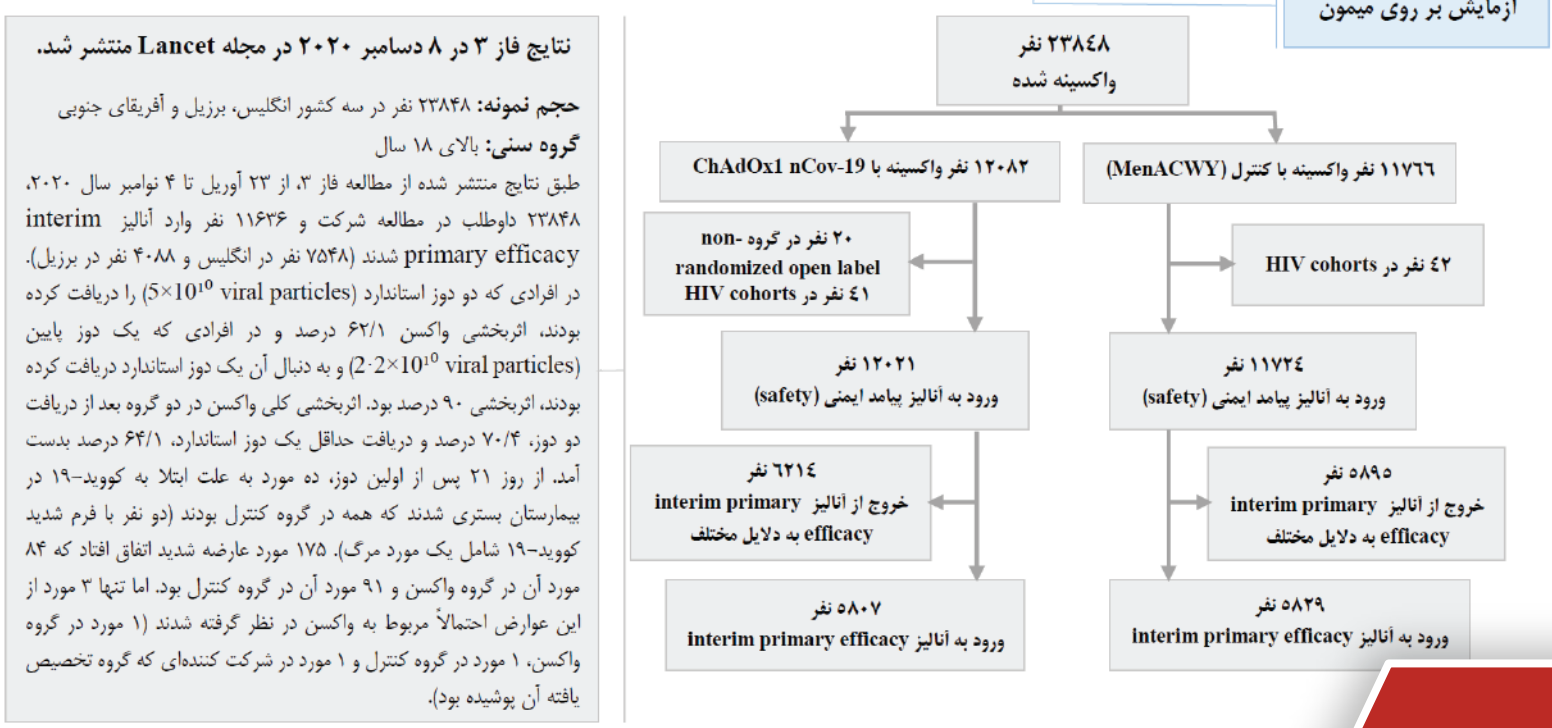 آزمایش بر روی میمون
نتایج فاز ۳ در ۸ دسامبر ۲۰۲۰ در مجله Lancet منتشر شد.
حجم نمونه: ۲۳۸۴۸ نفر در سه کشور انگلیس، برزیل و آفریقای جنوبی
گروه سنی: بالای ۱۸ سال
طبق نتایج منتشر شده از مطالعه فاز ۳، از ۲۳ آوریل تا ۴ نوامبر سال ۲۰۲۰،
۲۳۸۴۸ داوطلب در مطالعه شرکت و ۱۱۶۳۶ نفر وارد آنالیز interim
primary efficacy شدند (۷۵۴۸ نفر در انگلیس و ۴۰۸۸ نفر در برزیل).
در افرادی که دو دوز استاندارد (5×10¹⁰ viral particles) را دریافت کرده
بودند، اثربخشی واکسن ۶۲/۱ درصد و در افرادی که یک دوز پایین
(2·2×10¹⁰ viral particles) و به دنبال آن یک دوز استاندارد دریافت کرده
بودند، اثربخشی ۹۰ درصد بود. اثربخشی کلی واکسن در دو گروه بعد از دریافت
دو دوز، ۷۰/۴ درصد و دریافت حداقل یک دوز استاندارد، ۶۴/۱ درصد بدست
آمد. از روز ۲۱ پس از اولین دوز، ده مورد به علت ابتلا به کووید-۱۹ در
بیمارستان بستری شدند که همه در گروه کنترل بودند (دو نفر با فرم شدید
کووید-۱۹ شامل یک مورد مرگ). ۱۷۵ مورد عارضه شدید اتفاق افتاد که ۸۴
مورد آن در گروه واکسن و ۹۱ مورد آن در گروه کنترل بود. اما تنها ۳ مورد از
این عوارض احتمالاً مربوط به واکسن در نظر گرفته شدند (۱ مورد در گروه
واکسن، ۱ مورد در گروه کنترل و ۱ مورد در شرکت کننده‌ای که گروه تخصیص
یافته آن پوشیده بود).
۲۳۸٤۸ نفر
واکسینه شده
۱۱۷٦٦ نفر واکسینه با کنترل (MenACWY)
۱۲۰۸۲ نفر واکسینه با ChAdOx1 nCov-19
٤۲ نفر در HIV cohorts
۲۰ نفر در گروه non-
randomized open label
٤۱ نفر در HIV cohorts
۱۱۷۲٤ نفر
ورود به آنالیز پیامد ایمنی (safety)
۱۲۰۲۱ نفر
ورود به آنالیز پیامد ایمنی (safety)
۵۸۹۵ نفر
خروج از آنالیز interim primary
efficacy به دلایل مختلف
٦۲۱٤ نفر
خروج از آنالیز interim primary
efficacy به دلایل مختلف
۵۸۲۹ نفر
ورود به آنالیز interim primary efficacy
۵۸۰۷ نفر
ورود به آنالیز interim primary efficacy